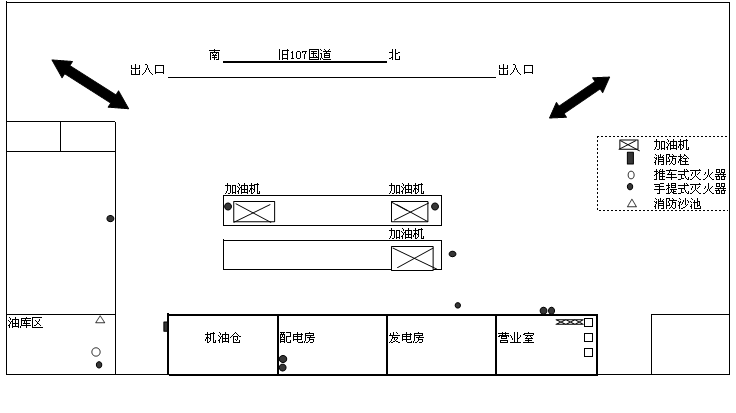 南 旧107国道 北
出入口 出入口
加油机
消防栓
推车式灭火器
手提式灭火器
消防沙池
加油机 加油机
加油机
油库区
机油仓 配电房 发电房 营业室